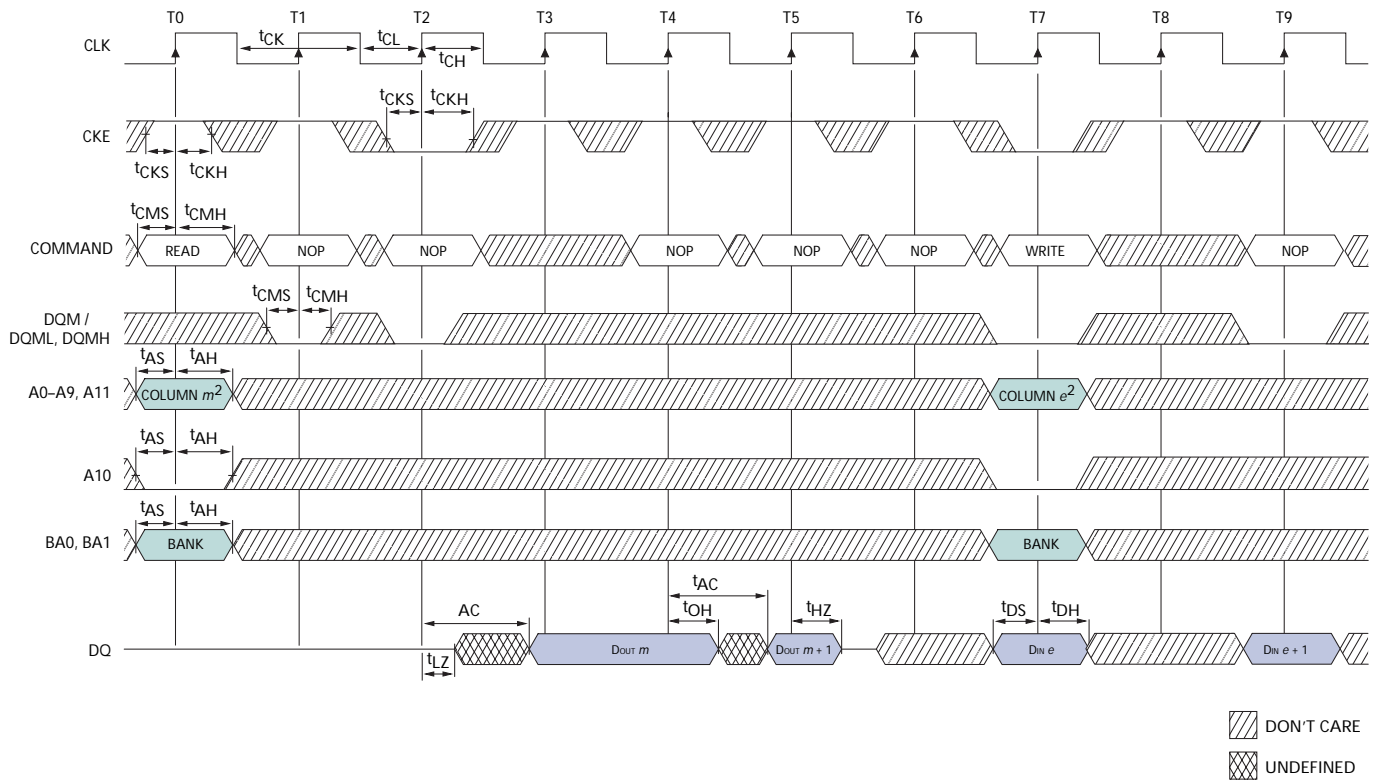 T0 T1 T2 T3 T4 T5 T6 T7 T8 T9
CLK
tCK tCL
tCH
tCKS tCKH
CKE
tCKS tCKH
tCMS tCMH
COMMAND READ NOP NOP NOP NOP NOP WRITE NOP
tCMS tCMH
DQM /
DQML, DQMH
tAS tAH
A0–A9, A11 COLUMN m2 COLUMN e2
tAS tAH
A10
tAS tAH
BA0, BA1 BANK BANK
tAC
AC tOH tHZ tDS tDH
DQ DOUT m DOUT m + 1 DIN e DIN e + 1
tLZ
DON'T CARE
UNDEFINED